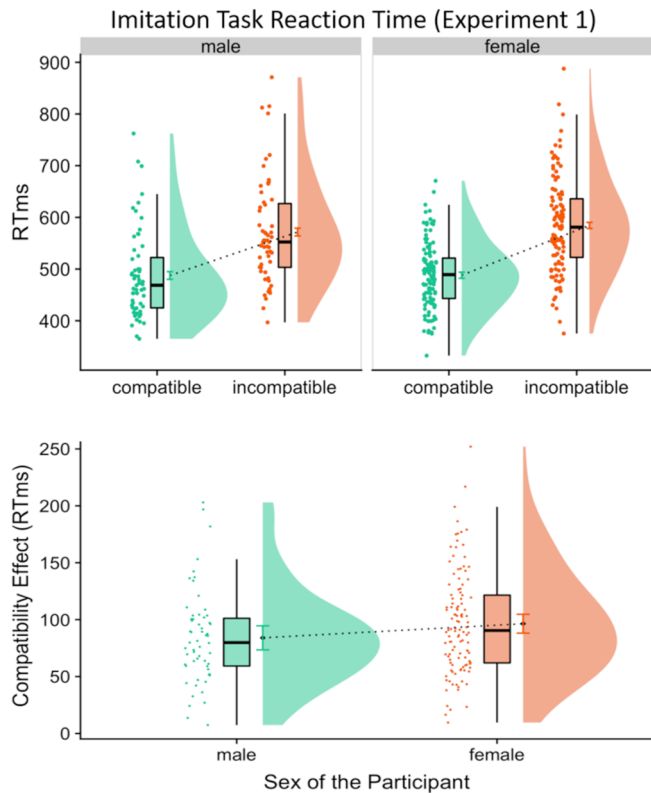 Imitation Task Reaction Time (Experiment 1)
male female
900
800
700
600
500
400
RTms
compatible incompatible compatible incompatible
250
200
150
100
50
0
Compatibility Effect (RTms)
male female
Sex of the Participant